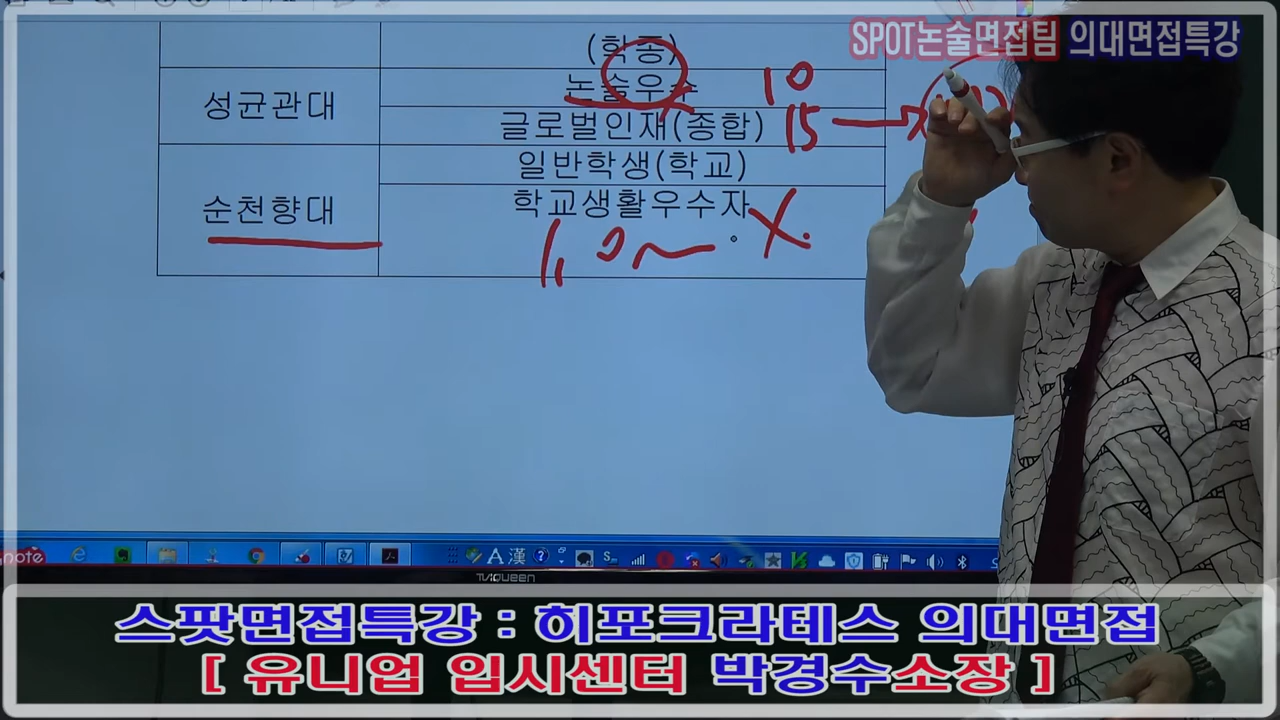 SPOT논술면접팀 의대면접특강
(학종)
성균관대
논술우수 10
글로벌인재(종합) 15
일반학생(학교)
순천향대
학교생활우수자 X.
note
A 漢
TVIQueen
스팟면접특강 : 히포크라테스 의대면접
[ 유니업 입시센터 박경수소장 ]